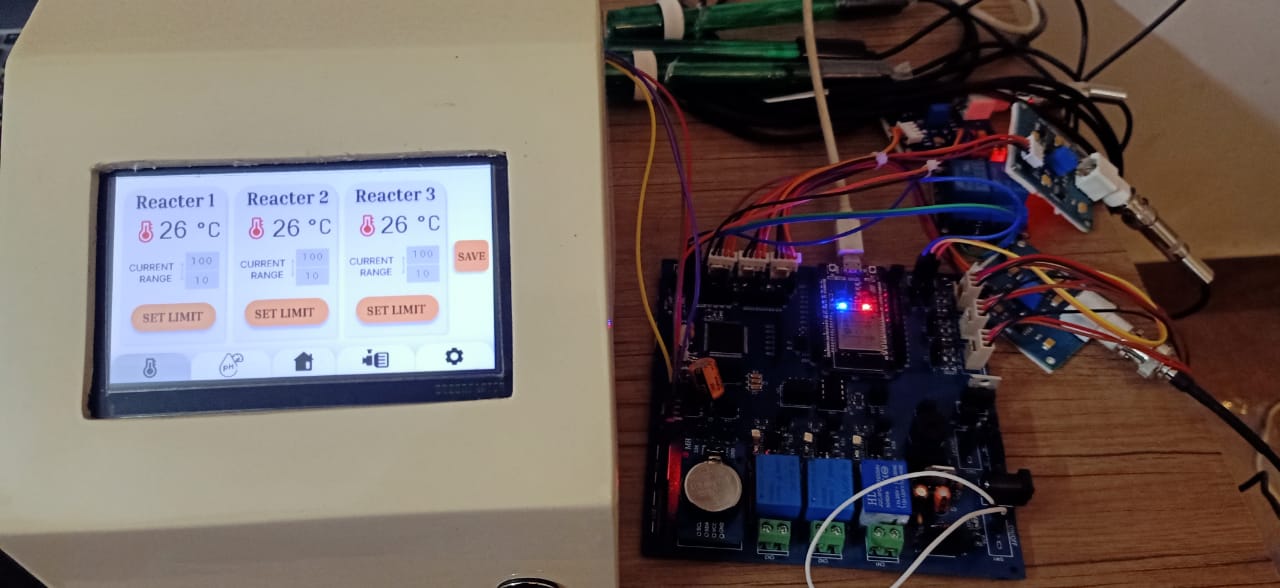 Reacter 1
26 °C
CURRENT
RANGE
100
10
SET LIMIT
Reacter 2
26 °C
CURRENT
RANGE
100
10
SET LIMIT
Reacter 3
26 °C
CURRENT
RANGE
100
10
SET LIMIT
SAVE
pH